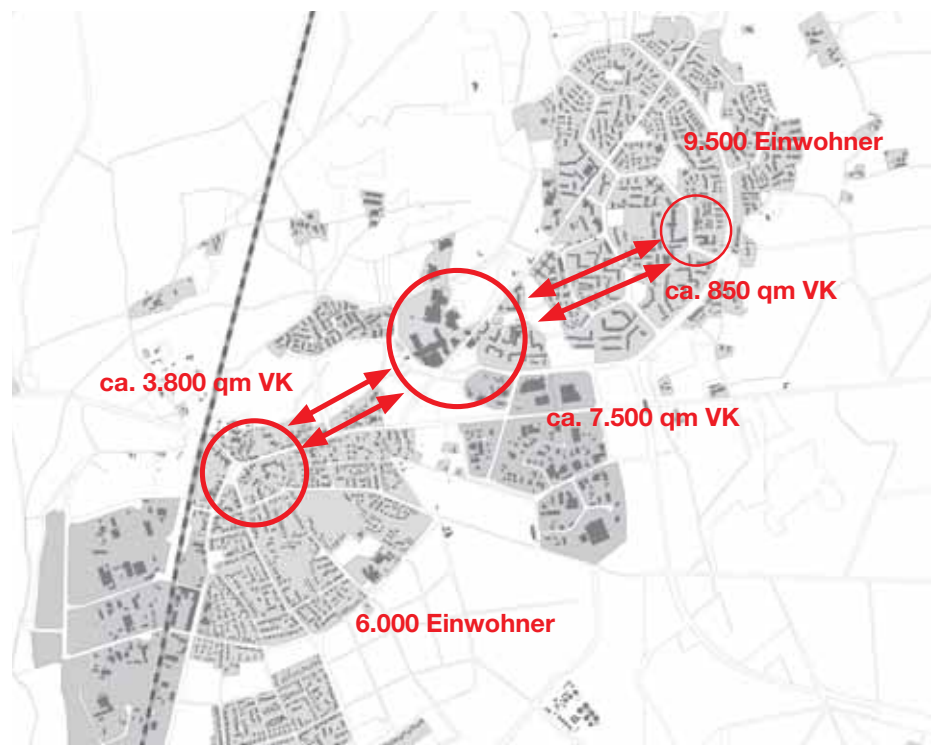 9.500 Einwohner
ca. 850 qm VK
ca. 3.800 qm VK
ca. 7.500 qm VK
6.000 Einwohner